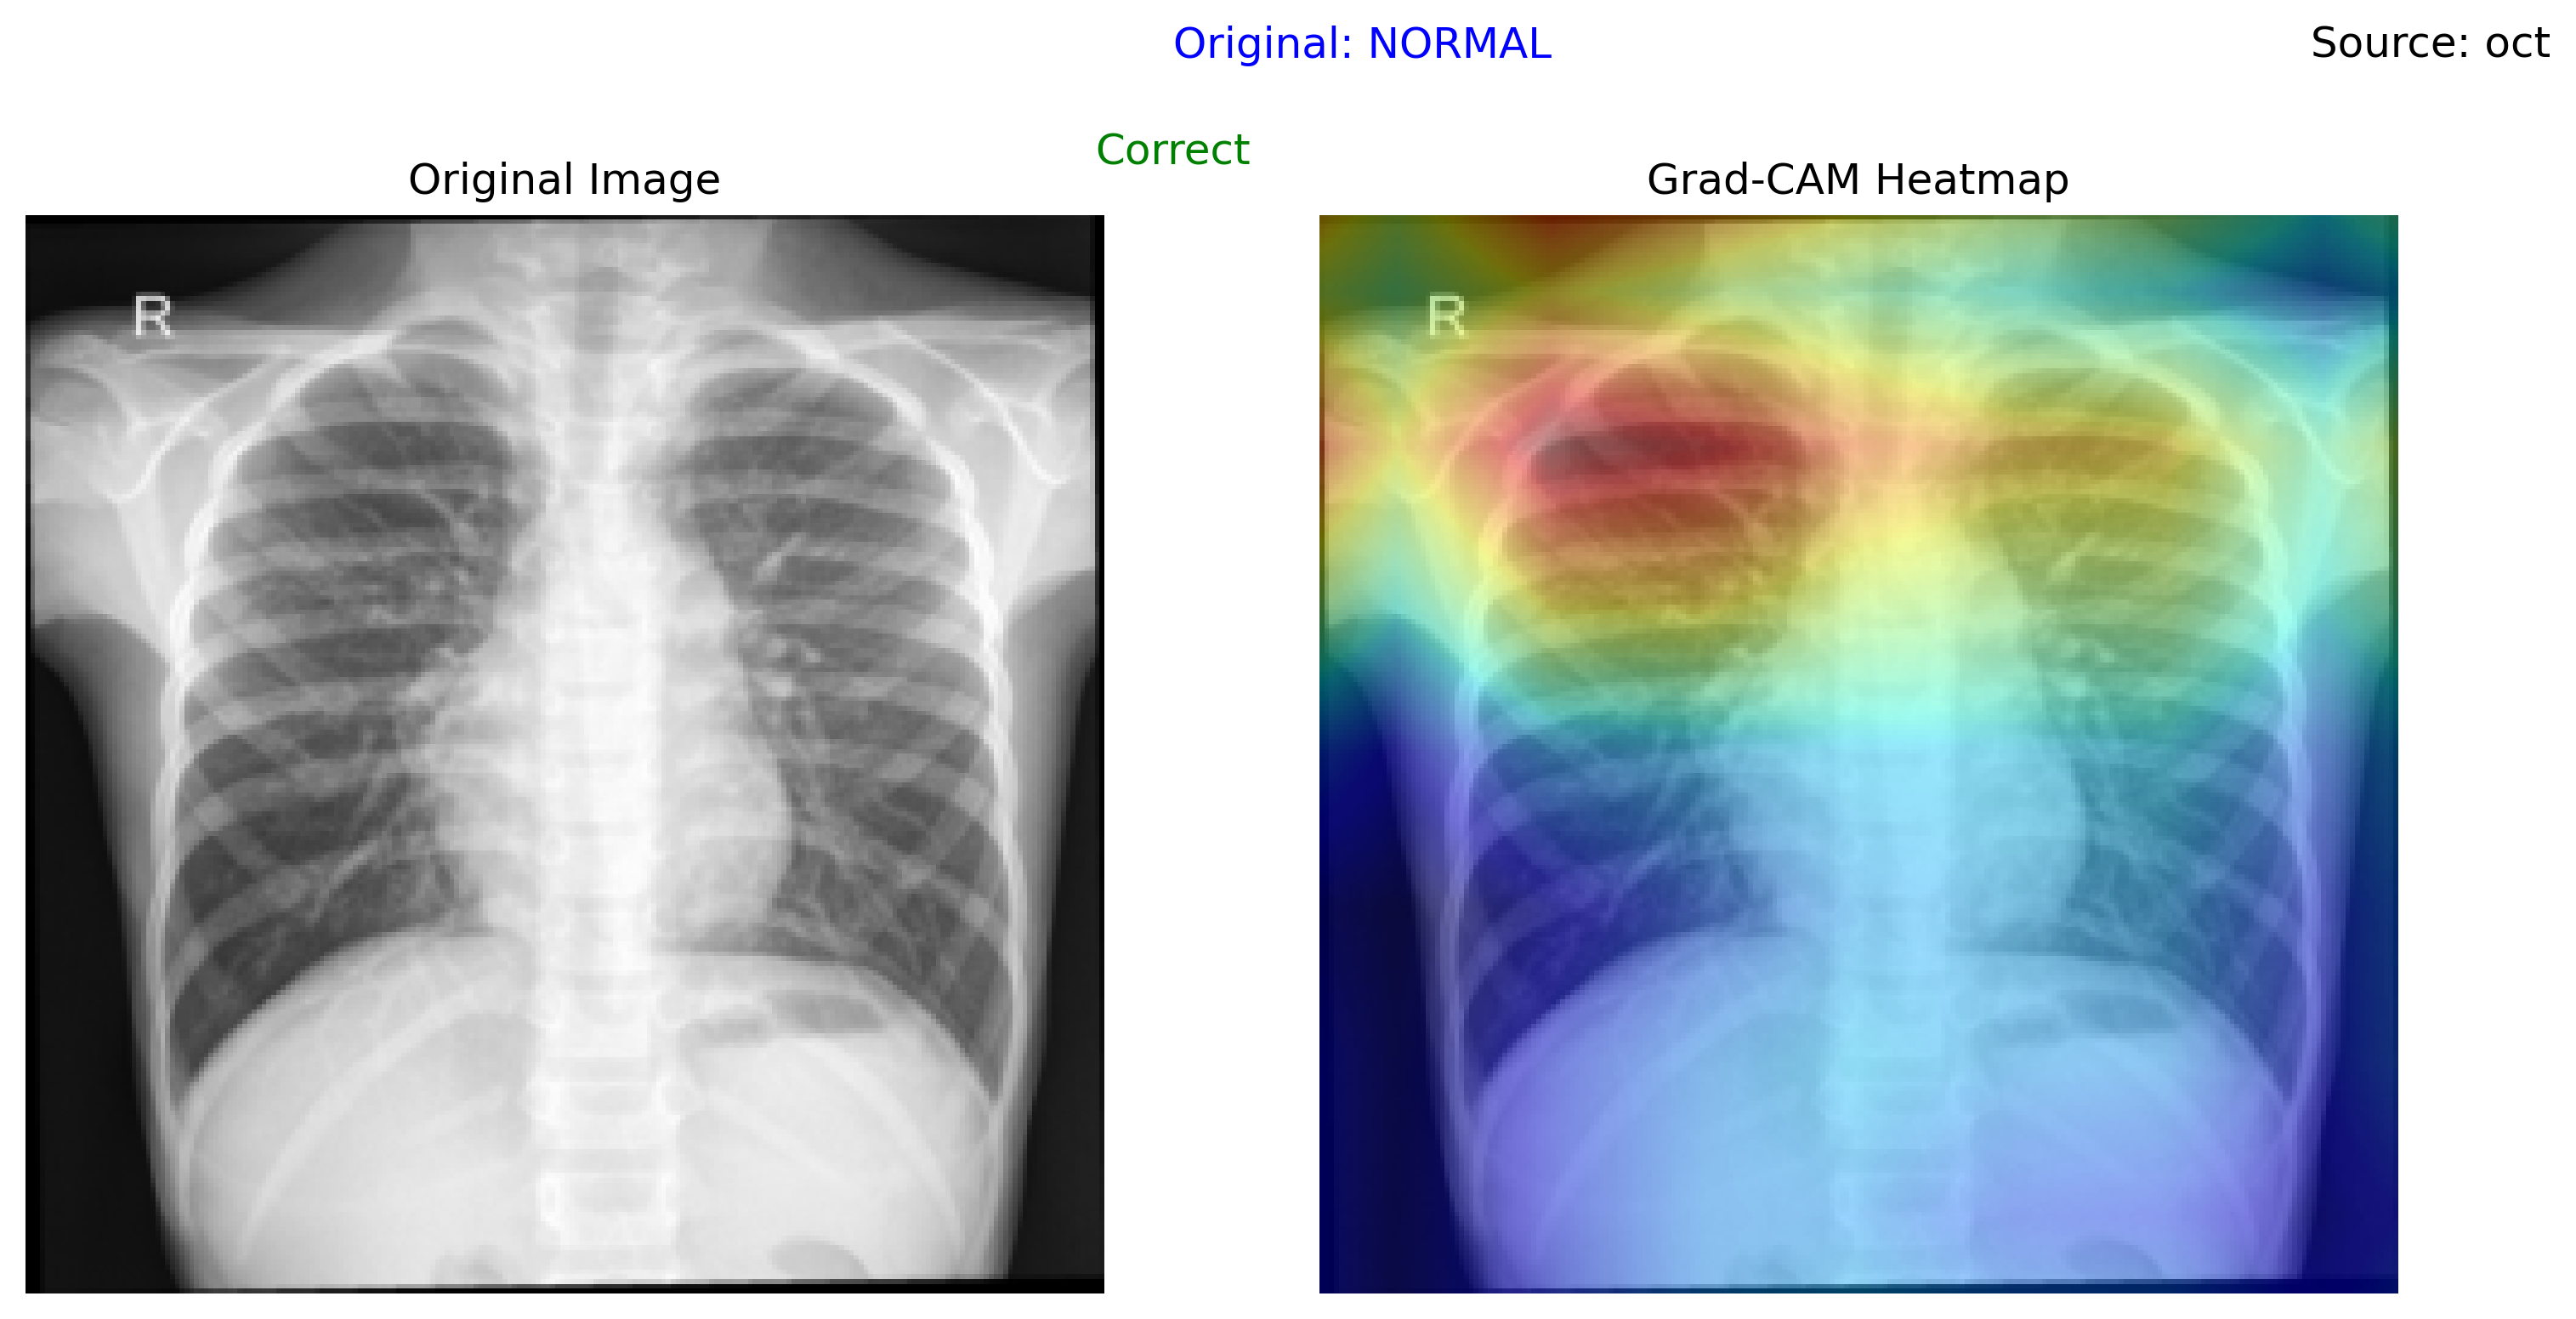 Original: NORMAL
Source: oct
Correct
Original Image
Grad-CAM Heatmap
R
R